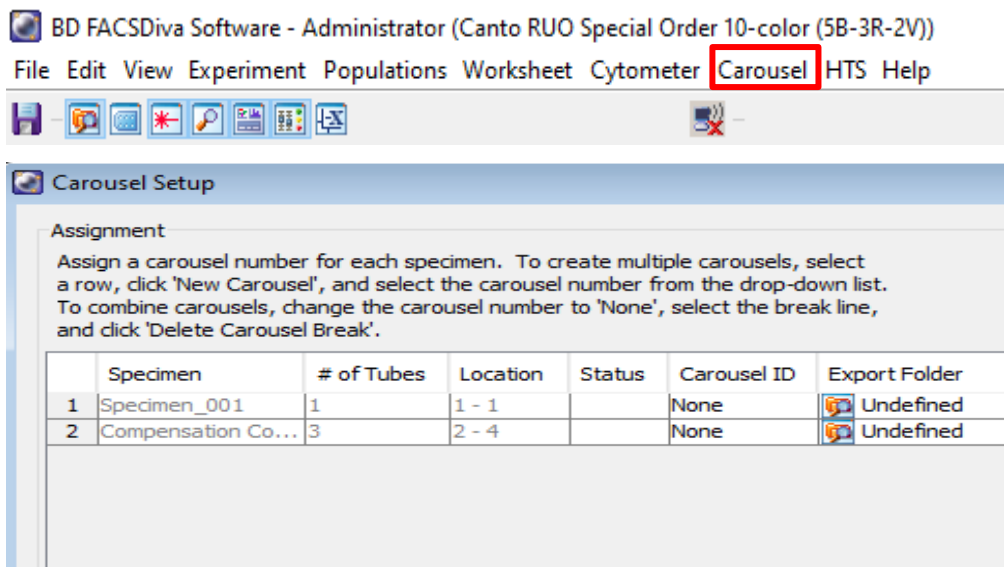 BD FACSDiva Software - Administrator (Canto RUO Special Order 10-color (5B-3R-2V))
File Edit View Experiment Populations Worksheet Cytometer Carousel HTS Help
Carousel Setup
Assignment
Assign a carousel number for each specimen. To create multiple carousels, select
a row, click 'New Carousel', and select the carousel number from the drop-down list.
To combine carousels, change the carousel number to 'None', select the break line,
and click 'Delete Carousel Break'.
Specimen # of Tubes Location Status Carousel ID Export Folder
1 Specimen_001 1 1 - 1 None Undefined
2 Compensation Co... 3 2 - 4 None Undefined